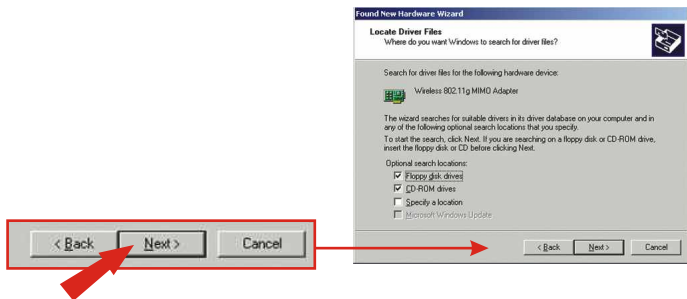 Found New Hardware Wizard
Locate Driver Files
Where do you want Windows to search for driver files?
Search for driver files for the following hardware device:
Wireless 802.11g MIMO Adapter
The wizard searches for suitable drivers in its driver database on your computer and in
any of the following optional search locations that you specify.
To start the search, click Next. If you are searching on a floppy disk or CD-ROM drive,
insert the floppy disk or CD before clicking Next.
Optional search locations:
Floppy disk drives
CD-ROM drives
Specify a location
Microsoft Windows Update
< Back Next > Cancel
< Back Next > Cancel